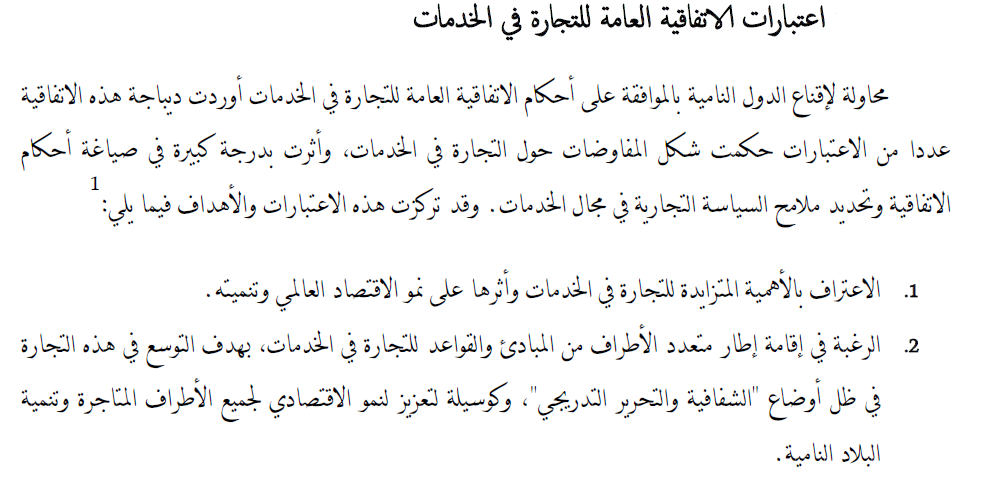 اعتبارات الاتفاقية العامة للتجارة في الخدمات
محاولة لإقناع الدول النامية بالموافقة على أحكام الاتفاقية العامة للتجارة في الخدمات أوردت ديباجة هذه الاتفاقية
عددا من الاعتبارات حكمت شكل المفاوضات حول التجارة في الخدمات، وأثرت بدرجة كبيرة في صياغة أحكام
الاتفاقية وتحديد ملامح السياسة التجارية في مجال الخدمات. وقد تركزت هذه الاعتبارات والأهداف فيما يلي:1
1. الاعتراف بالأهمية المتزايدة للتجارة في الخدمات وأثرها على نمو الاقتصاد العالمي وتنميته.
2. الرغبة في إقامة إطار متعدد الأطراف من المبادئ والقواعد للتجارة في الخدمات، بهدف التوسع في هذه التجارة
في ظل أوضاع "الشفافية والتحرير التدريجي"، وكوسيلة لتعزيز لنمو الاقتصادي لجميع الأطراف المتاجرة وتنمية
البلاد النامية.